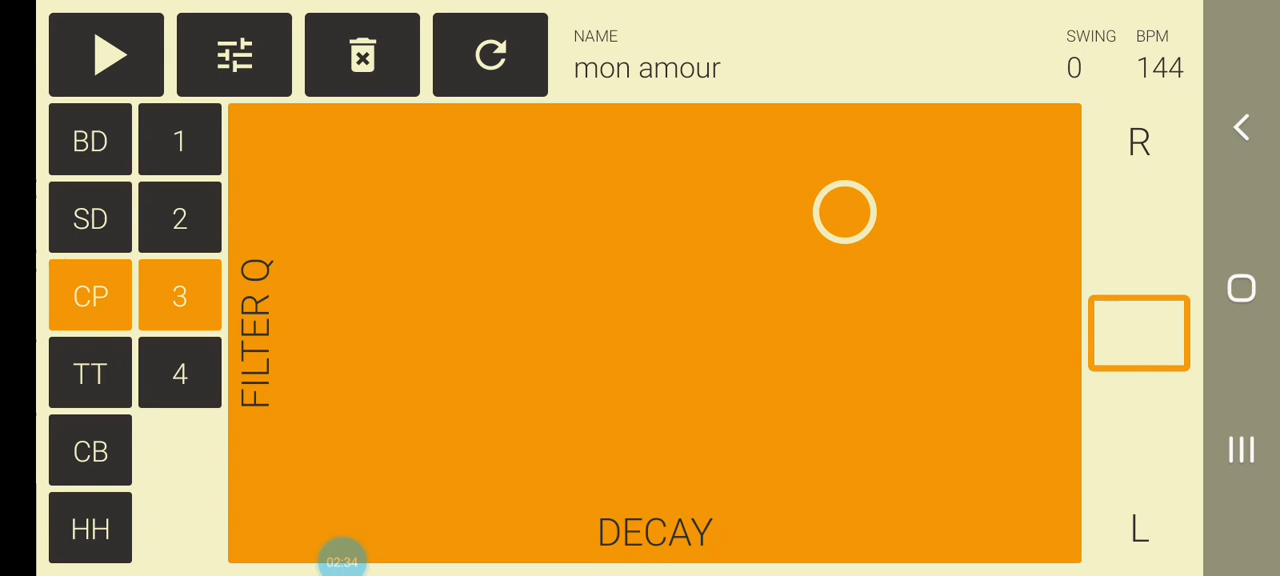 NAME
mon amour
SWING
0
BPM
144
BD
1
SD
2
CP
3
TT
4
CB
HH
FILTER Q
DECAY
R
L
02:34